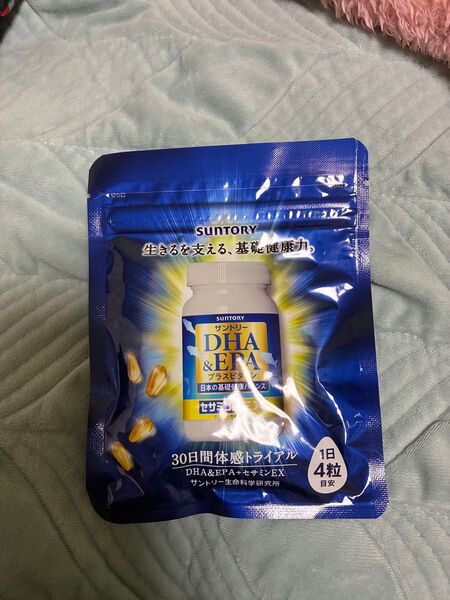 切り口
SUNTORY
生きるを支える、基礎健康力。
SUNTORY
サントリー
DHA
&EPA
プラスビタミン
日本の基礎健康バランス
セサミン
30日間体感トライアル
DHA&EPA+セサミンEX
サントリー生命科学研究所
1日
4粒
目安